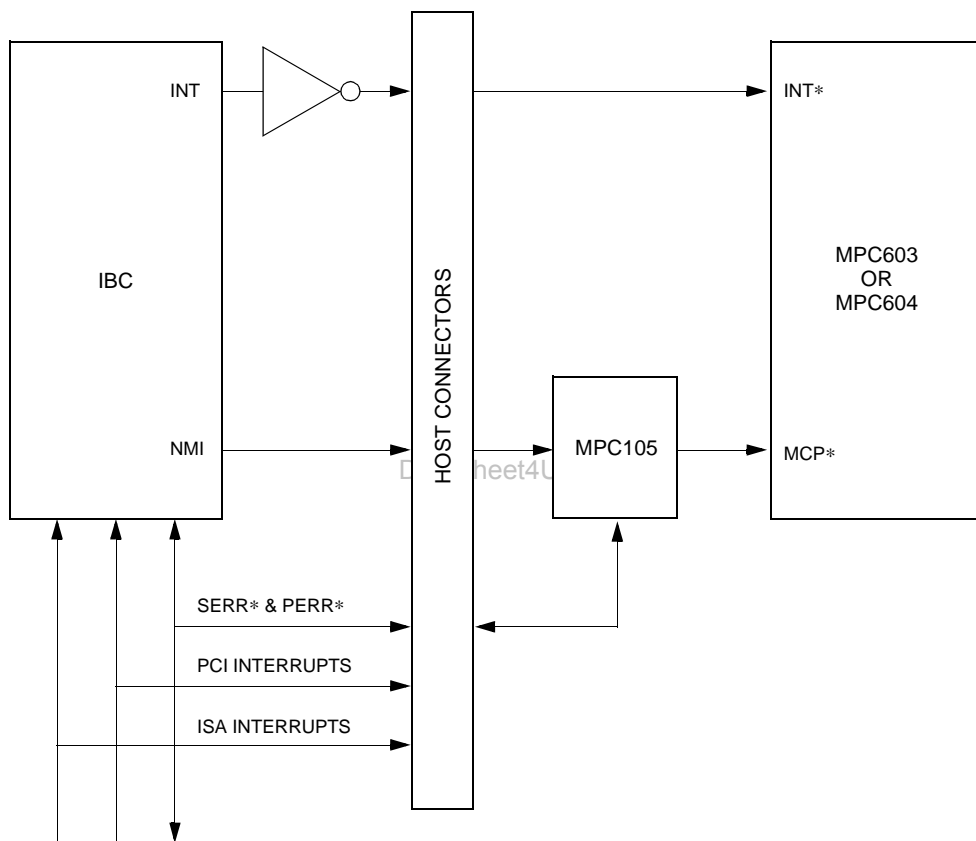 INT
INT*
IBC
MPC603
OR
MPC604
HOST CONNECTORS
NMI
MPC105
MCP*
SERR* & PERR*
PCI INTERRUPTS
ISA INTERRUPTS